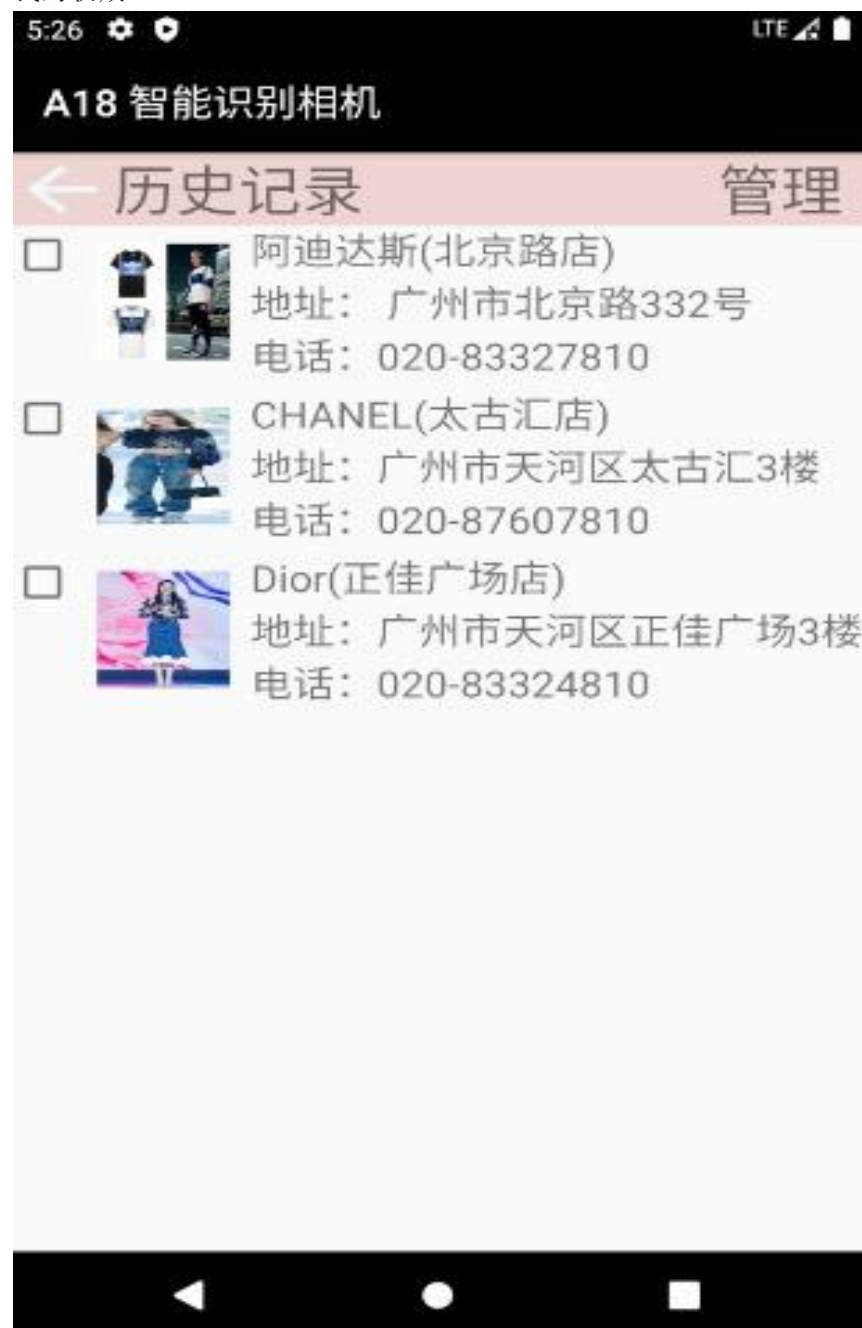 5:26 LTE
A18 智能识别相机
历史记录 管理
阿迪达斯(北京路店)
地址: 广州市北京路332号
电话: 020-83327810
CHANEL(太古汇店)
地址: 广州市天河区太古汇3楼
电话: 020-87607810
Dior(正佳广场店)
地址: 广州市天河区正佳广场3楼
电话: 020-83324810